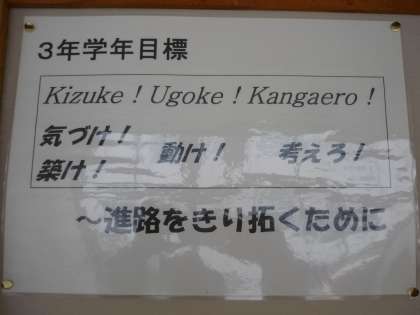 3年学年目標
Kizuke！Ugoke！Kangaero！
気づけ！
築け！ 動け！ 考えろ！
～進路をきり拓くために